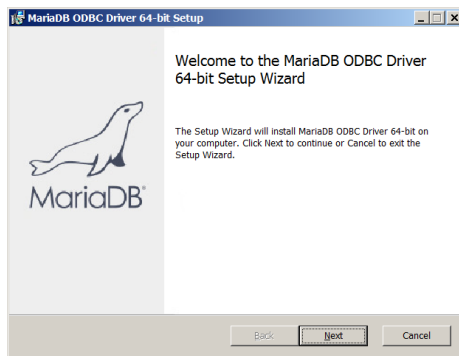 MariaDB ODBC Driver 64-bit Setup
Welcome to the MariaDB ODBC Driver
64-bit Setup Wizard
The Setup Wizard will install MariaDB ODBC Driver 64-bit on
your computer. Click Next to continue or Cancel to exit the
Setup Wizard.
MariaDB
Back
Next
Cancel